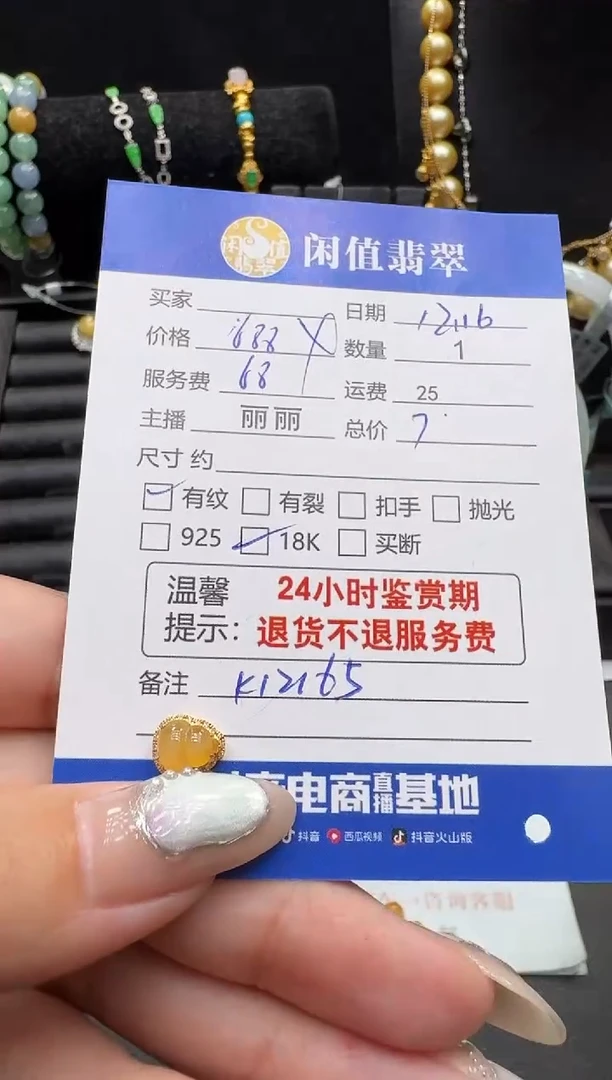 闲值翡翠
买家
日期 12.16
价格
数量 1
服务费 68
运费 25
主播 丽丽
总价
尺寸 约
有纹 有裂 扣手 抛光
925 18K 买断
温馨提示： 24小时鉴赏期
退货不退服务费
备注 K12165
电商直播基地
抖音 西瓜视频 抖音火山版